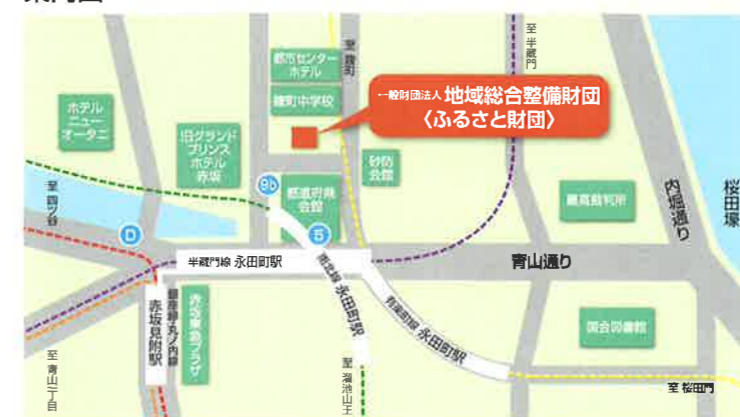 至 麹町
至 半蔵門
都市センター
ホテル
麹町中学校
一般財団法人 地域総合整備財団
〈ふるさと財団〉
ホテル
ニュー
オータニ
旧グランド
プリンス
ホテル
赤坂
砂防
会館
9b
都道府県
会館
最高裁判所
内堀通り
桜田壕
至 四ツ谷
D
5
半蔵門線 永田町駅
青山通り
南北線 永田町駅
有楽町線 永田町駅
銀座線・丸ノ内線
赤坂見附駅
赤坂東急プラザ
国会図書館
至 青山一丁目
至 溜池山王
至 桜田門